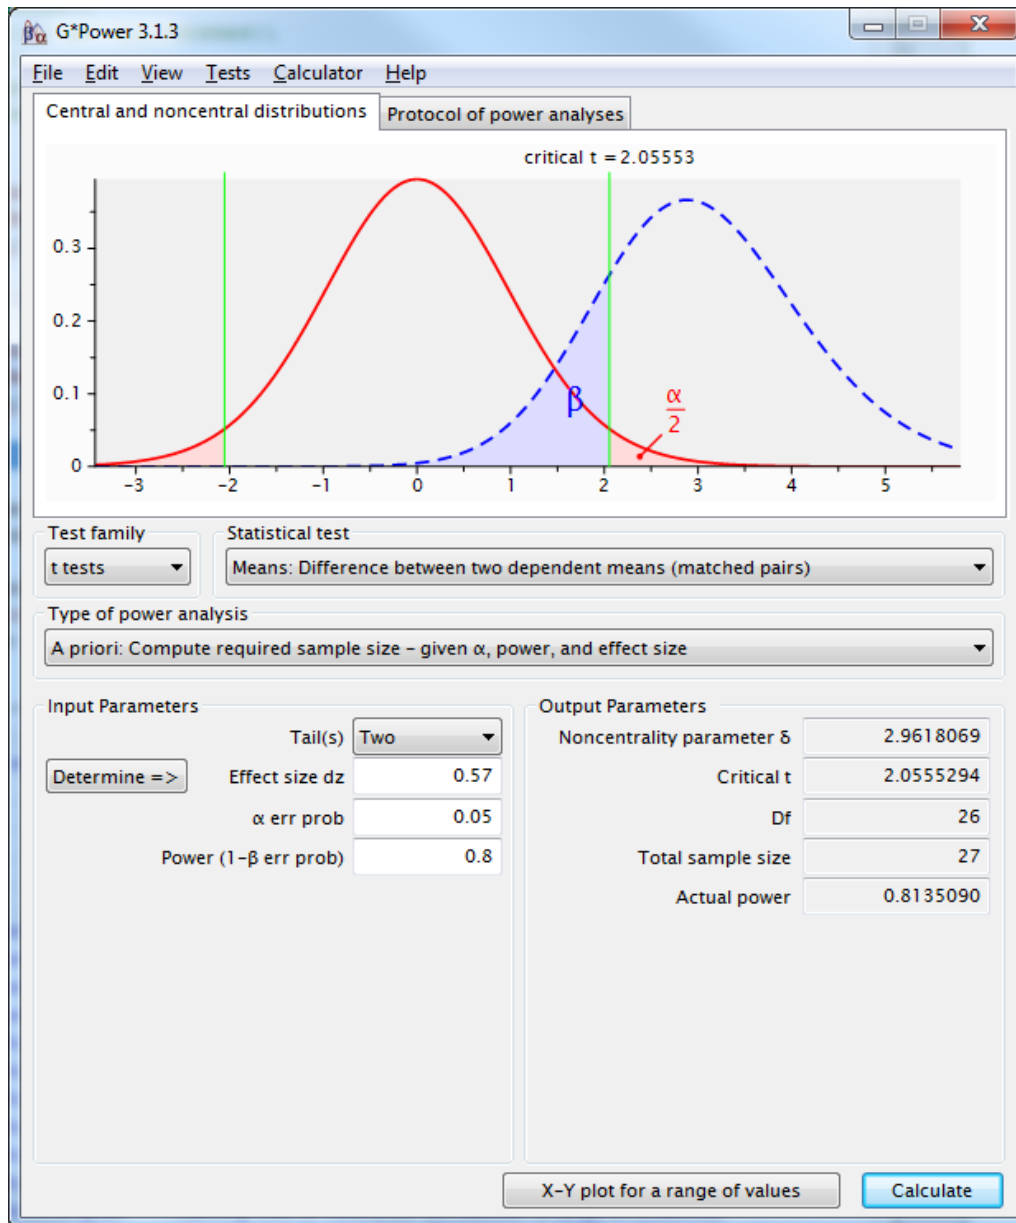 G*Power 3.1.3
File Edit View Tests Calculator Help
Central and noncentral distributions Protocol of power analyses
critical t = 2.05553
0.3
0.2
0.1
0
β
α
2
-3 -2 -1 0 1 2 3 4 5
Test family Statistical test
t tests Means: Difference between two dependent means (matched pairs)
Type of power analysis
A priori: Compute required sample size – given α, power, and effect size
Input Parameters
Tail(s) Two
Determine => Effect size dz 0.57
α err prob 0.05
Power (1-β err prob) 0.8
Output Parameters
Noncentrality parameter δ 2.9618069
Critical t 2.0555294
Df 26
Total sample size 27
Actual power 0.8135090
X-Y plot for a range of values Calculate